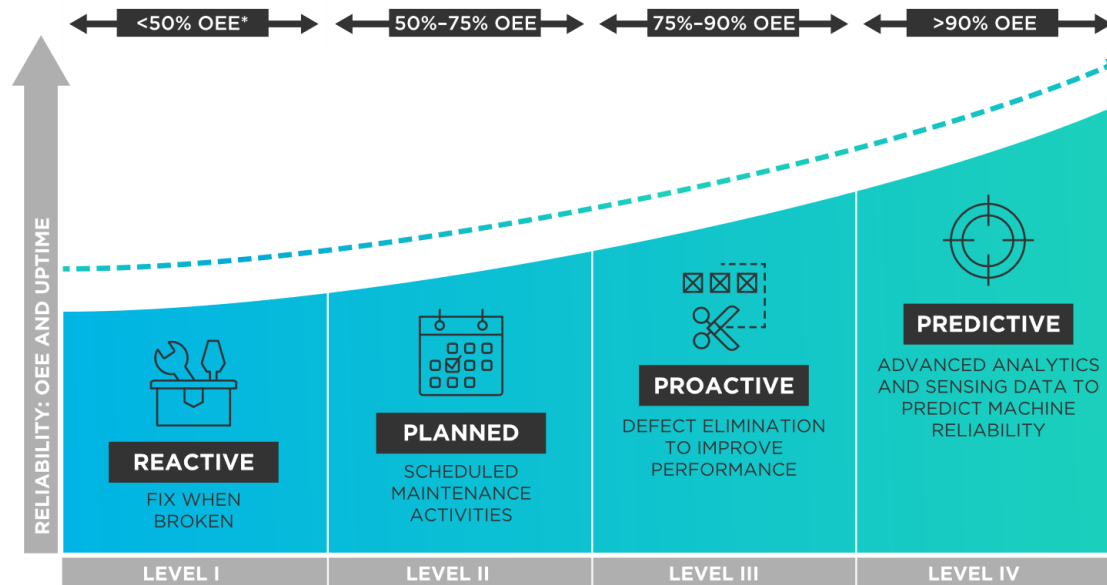 <50% OEE*
50%–75% OEE
75%–90% OEE
>90% OEE
RELIABILITY: OEE AND UPTIME
REACTIVE
FIX WHEN
BROKEN
PLANNED
SCHEDULED
MAINTENANCE
ACTIVITIES
PROACTIVE
DEFECT ELIMINATION
TO IMPROVE
PERFORMANCE
PREDICTIVE
ADVANCED ANALYTICS
AND SENSING DATA TO
PREDICT MACHINE
RELIABILITY
LEVEL I
LEVEL II
LEVEL III
LEVEL IV